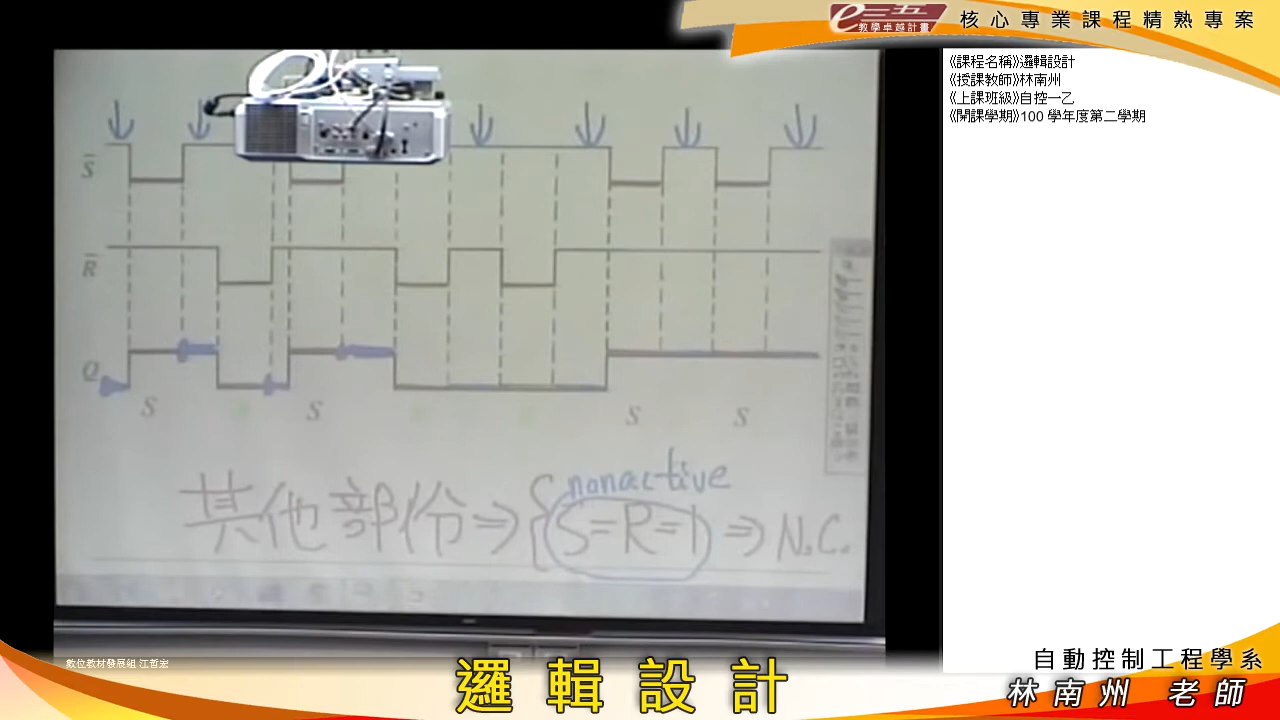 e三五
教學卓越計畫
核心專業課程精熟專案
《課程名稱》邏輯設計
《授課教師》林南州
《上課班級》自控一乙
《開課學期》100 學年度第二學期
S
R
Q
S S S S
nonactive
其他部份⇒{S=R=1⇒N.C.
數位教材發展組 江哲宏
邏輯設計
自動控制工程學系
林南州 老師